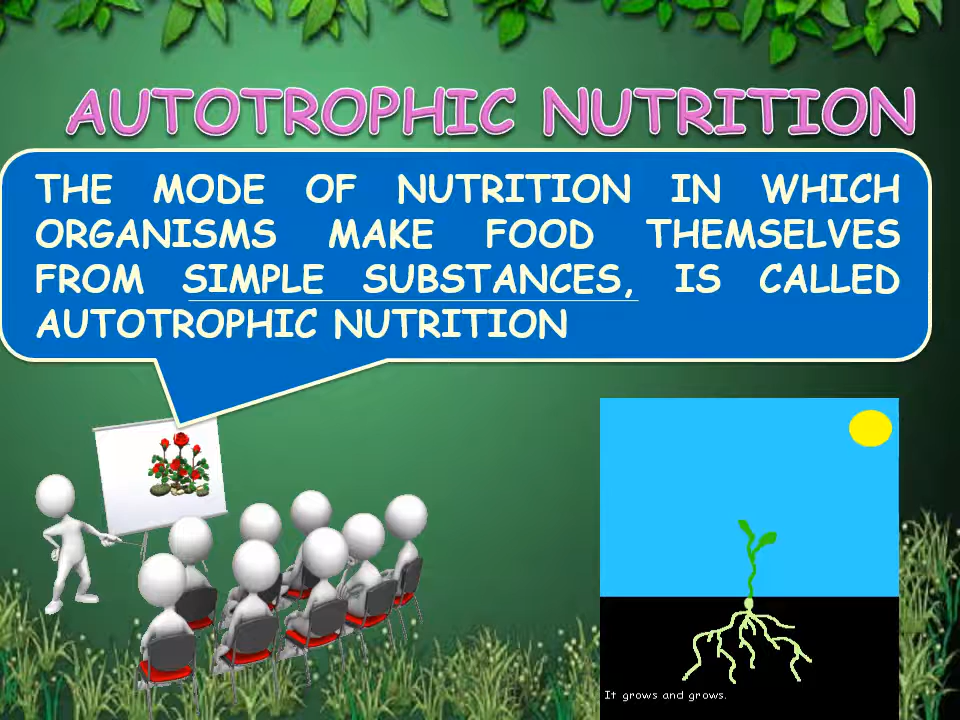 AUTOTROPHIC NUTRITION
THE MODE OF NUTRITION IN WHICH
ORGANISMS MAKE FOOD THEMSELVES
FROM SIMPLE SUBSTANCES, IS CALLED
AUTOTROPHIC NUTRITION
It grows and grows.